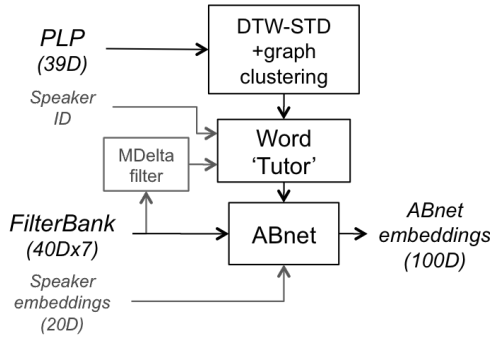 PLP
(39D)
DTW-STD
+graph
clustering
Speaker
ID
Word
‘Tutor’
MDelta
filter
FilterBank
(40Dx7)
ABnet
ABnet
embeddings
(100D)
Speaker
embeddings
(20D)